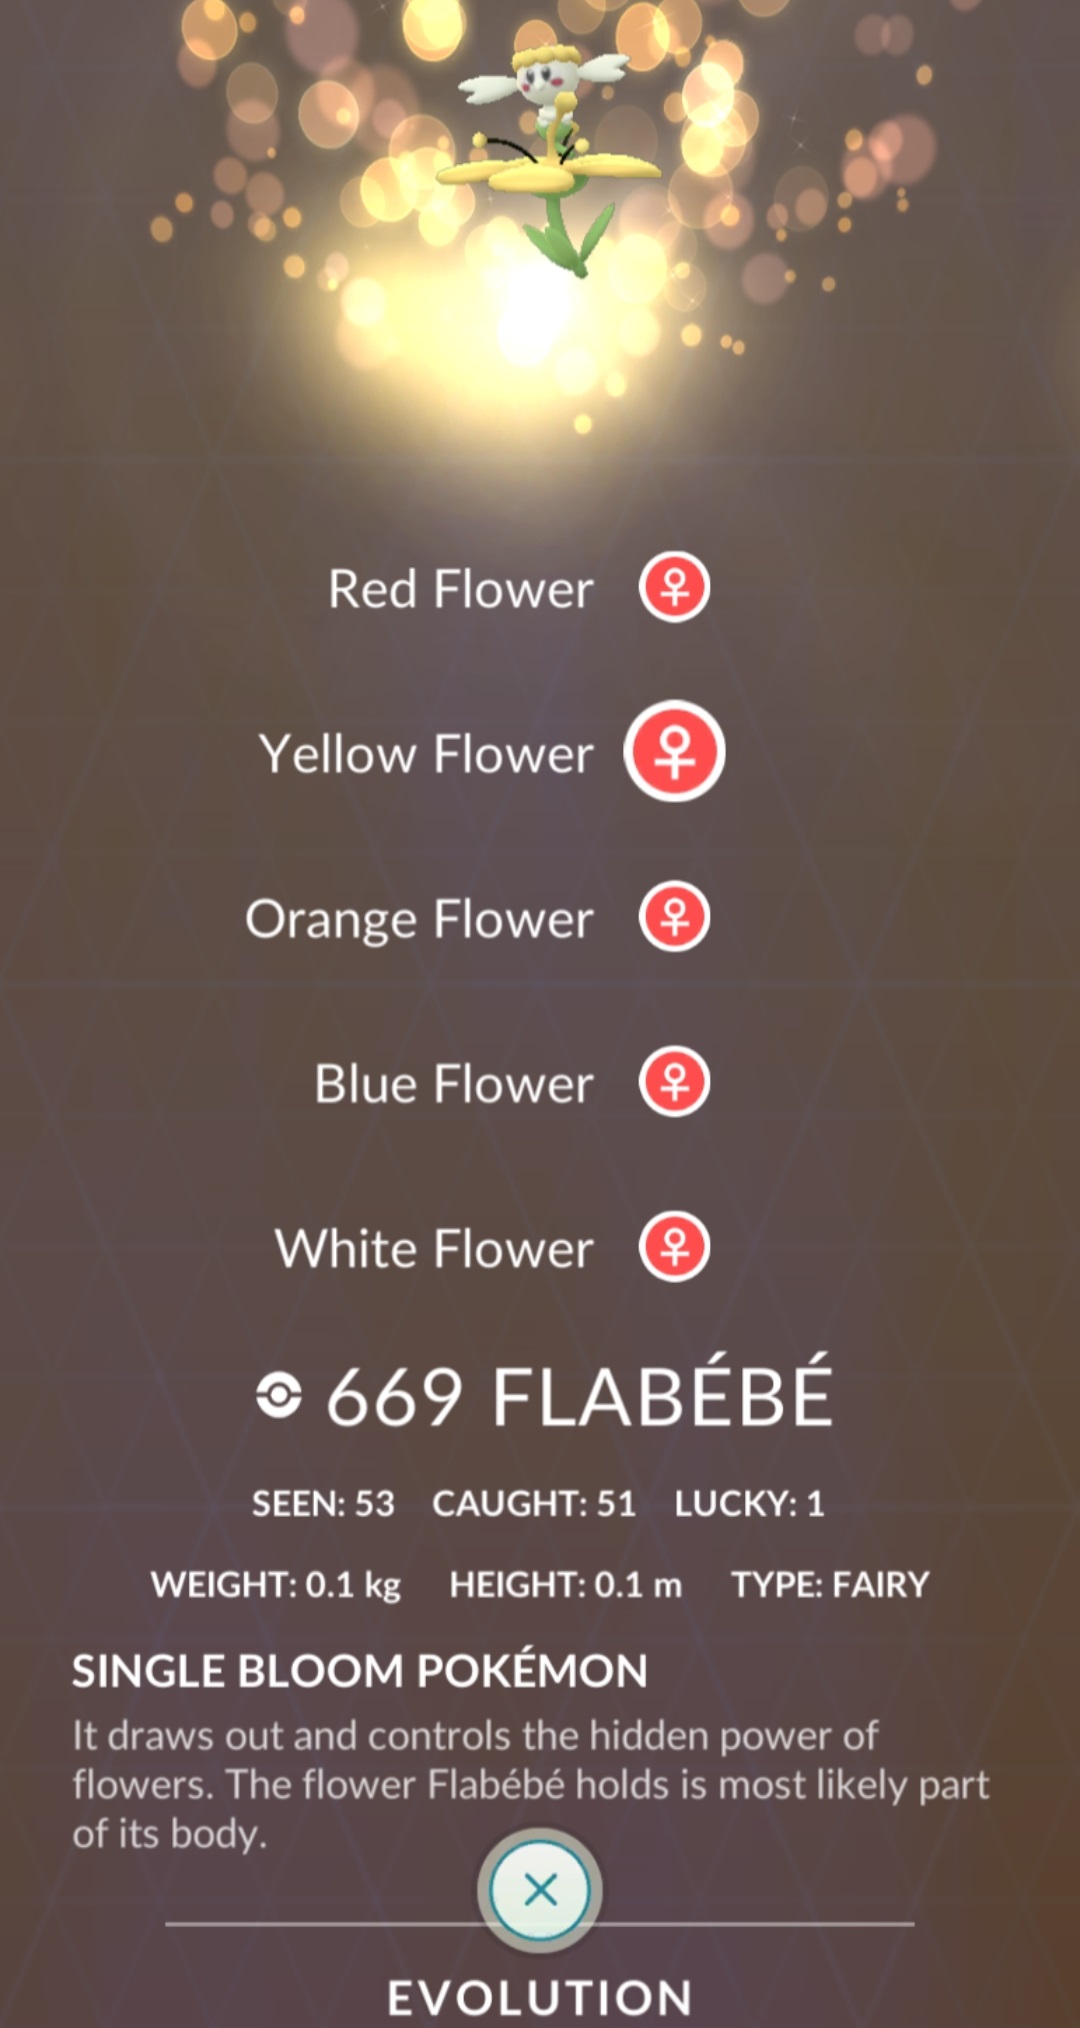 Red Flower
Yellow Flower
Orange Flower
Blue Flower
White Flower
669 FLABÉBÉ
SEEN: 53 CAUGHT: 51 LUCKY: 1
WEIGHT: 0.1 kg HEIGHT: 0.1 m TYPE: FAIRY
SINGLE BLOOM POKÉMON
It draws out and controls the hidden power of
flowers. The flower Flabébé holds is most likely part
of its body.
EVOLUTION